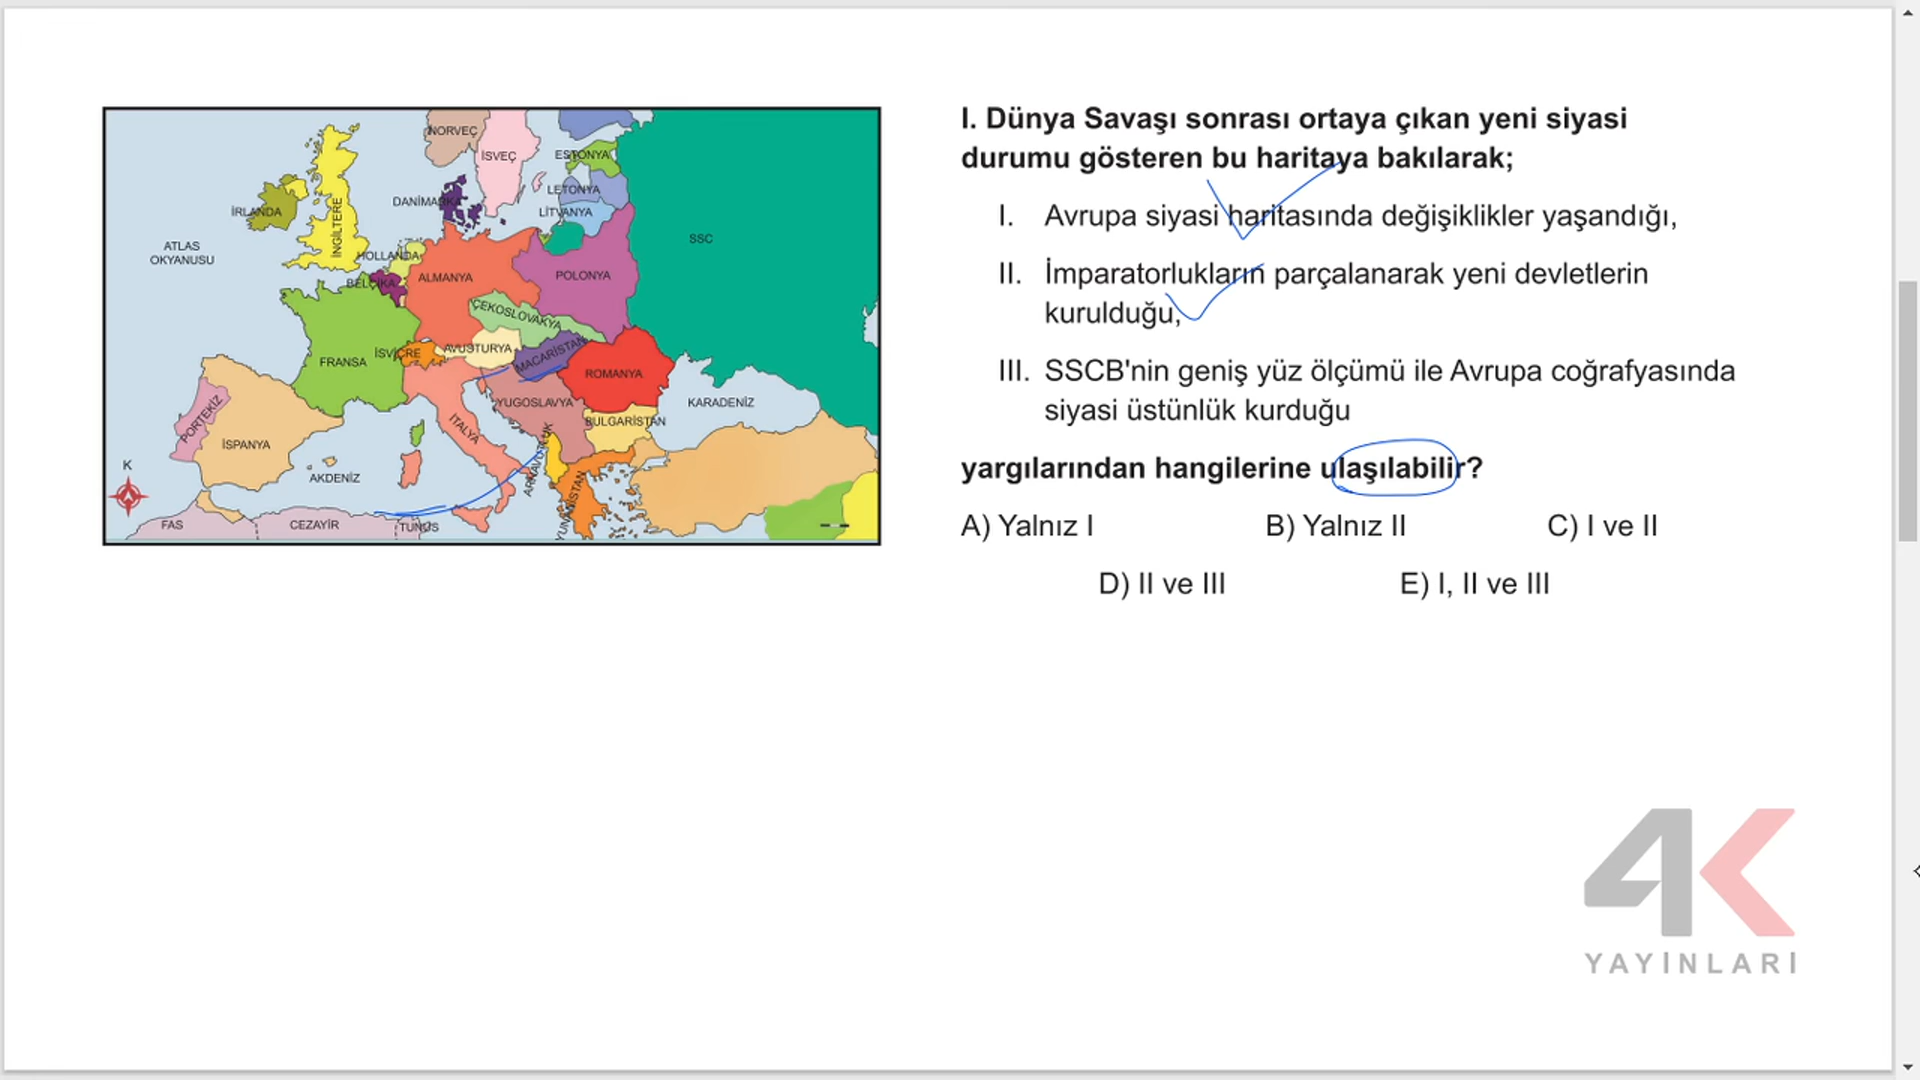 I. Dünya Savaşı sonrası ortaya çıkan yeni siyasi
durumu gösteren bu haritaya bakılarak;
I. Avrupa siyasi haritasında değişiklikler yaşandığı,
II. İmparatorlukların parçalanarak yeni devletlerin
kurulduğu,
III. SSCB'nin geniş yüz ölçümü ile Avrupa coğrafyasında
siyasi üstünlük kurduğu
yargılarından hangilerine ulaşılabilir?
A) Yalnız I
B) Yalnız II
C) I ve II
D) II ve III
E) I, II ve III
NORVEÇ
İSVEÇ
ESTONYA
LETONYA
DANİMARKA
LİTVANYA
İRLANDA
İNGİLTERE
SSC
ATLAS
OKYANUSU
HOLLANDA
BELÇİKA
ALMANYA
POLONYA
ÇEKOSLOVAKYA
FRANSA
İSVİÇRE
AVUSTURYA
MACARİSTAN
ROMANYA
KARADENİZ
YUGOSLAVYA
BULGARİSTAN
PORTEKİZ
İSPANYA
İTALYA
ARNAVUTLUK
YUNANİSTAN
AKDENİZ
K
FAS
CEZAYİR
TUNUS
4K
YAYINLARI